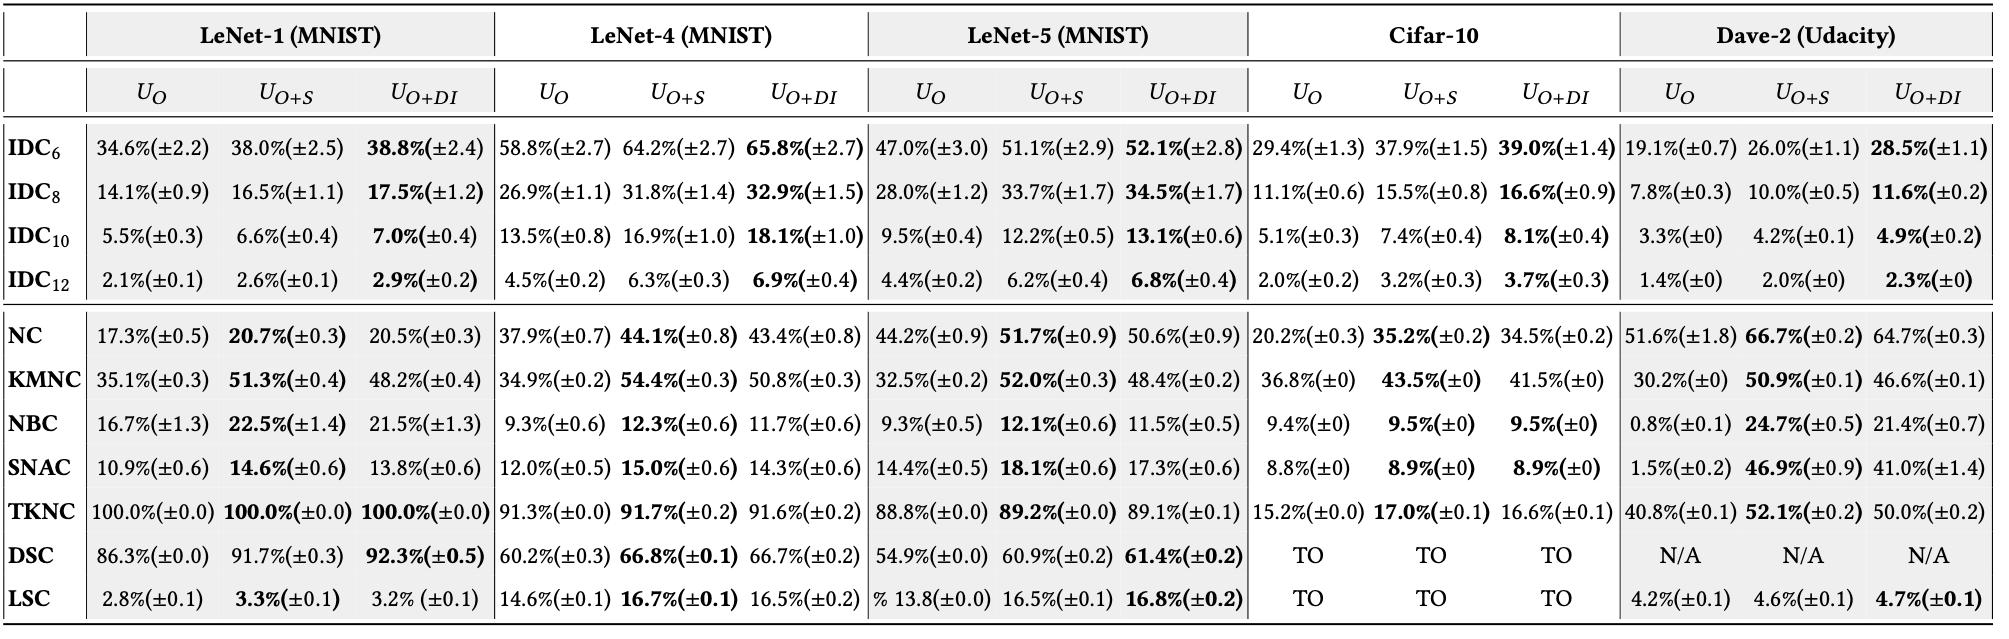 LeNet-1 (MNIST) LeNet-4 (MNIST) LeNet-5 (MNIST) Cifar-10 Dave-2 (Udacity)
U_O U_{O+S} U_{O+DI} U_O U_{O+S} U_{O+DI} U_O U_{O+S} U_{O+DI} U_O U_{O+S} U_{O+DI} U_O U_{O+S} U_{O+DI}
IDC_6 34.6%(±2.2) 38.0%(±2.5) 38.8%(±2.4) 58.8%(±2.7) 64.2%(±2.7) 65.8%(±2.7) 47.0%(±3.0) 51.1%(±2.9) 52.1%(±2.8) 29.4%(±1.3) 37.9%(±1.5) 39.0%(±1.4) 19.1%(±0.7) 26.0%(±1.1) 28.5%(±1.1)
IDC_8 14.1%(±0.9) 16.5%(±1.1) 17.5%(±1.2) 26.9%(±1.1) 31.8%(±1.4) 32.9%(±1.5) 28.0%(±1.2) 33.7%(±1.7) 34.5%(±1.7) 11.1%(±0.6) 15.5%(±0.8) 16.6%(±0.9) 7.8%(±0.3) 10.0%(±0.5) 11.6%(±0.2)
IDC_10 5.5%(±0.3) 6.6%(±0.4) 7.0%(±0.4) 13.5%(±0.8) 16.9%(±1.0) 18.1%(±1.0) 9.5%(±0.4) 12.2%(±0.5) 13.1%(±0.6) 5.1%(±0.3) 7.4%(±0.4) 8.1%(±0.4) 3.3%(±0) 4.2%(±0.1) 4.9%(±0.2)
IDC_12 2.1%(±0.1) 2.6%(±0.1) 2.9%(±0.2) 4.5%(±0.2) 6.3%(±0.3) 6.9%(±0.4) 4.4%(±0.2) 6.2%(±0.4) 6.8%(±0.4) 2.0%(±0.2) 3.2%(±0.3) 3.7%(±0.3) 1.4%(±0) 2.0%(±0) 2.3%(±0)
NC 17.3%(±0.5) 20.7%(±0.3) 20.5%(±0.3) 37.9%(±0.7) 44.1%(±0.8) 43.4%(±0.8) 44.2%(±0.9) 51.7%(±0.9) 50.6%(±0.9) 20.2%(±0.3) 35.2%(±0.2) 34.5%(±0.2) 51.6%(±1.8) 66.7%(±0.2) 64.7%(±0.3)
KMNC 35.1%(±0.3) 51.3%(±0.4) 48.2%(±0.4) 34.9%(±0.2) 54.4%(±0.3) 50.8%(±0.3) 32.5%(±0.2) 52.0%(±0.3) 48.4%(±0.2) 36.8%(±0) 43.5%(±0) 41.5%(±0) 30.2%(±0) 50.9%(±0.1) 46.6%(±0.1)
NBC 16.7%(±1.3) 22.5%(±1.4) 21.5%(±1.3) 9.3%(±0.6) 12.3%(±0.6) 11.7%(±0.6) 9.3%(±0.5) 12.1%(±0.6) 11.5%(±0.5) 9.4%(±0) 9.5%(±0) 9.5%(±0) 0.8%(±0.1) 24.7%(±0.5) 21.4%(±0.7)
SNAC 10.9%(±0.6) 14.6%(±0.6) 13.8%(±0.6) 12.0%(±0.5) 15.0%(±0.6) 14.3%(±0.6) 14.4%(±0.5) 18.1%(±0.6) 17.3%(±0.6) 8.8%(±0) 8.9%(±0) 8.9%(±0) 1.5%(±0.2) 46.9%(±0.9) 41.0%(±1.4)
TKNC 100.0%(±0.0) 100.0%(±0.0) 100.0%(±0.0) 91.3%(±0.0) 91.7%(±0.2) 91.6%(±0.2) 88.8%(±0.0) 89.2%(±0.0) 89.1%(±0.1) 15.2%(±0.0) 17.0%(±0.1) 16.6%(±0.1) 40.8%(±0.1) 52.1%(±0.2) 50.0%(±0.2)
DSC 86.3%(±0.0) 91.7%(±0.3) 92.3%(±0.5) 60.2%(±0.3) 66.8%(±0.1) 66.7%(±0.2) 54.9%(±0.0) 60.9%(±0.2) 61.4%(±0.2) TO TO TO N/A N/A N/A
LSC 2.8%(±0.1) 3.3%(±0.1) 3.2% (±0.1) 14.6%(±0.1) 16.7%(±0.1) 16.5%(±0.2) % 13.8(±0.0) 16.5%(±0.1) 16.8%(±0.2) TO TO TO 4.2%(±0.1) 4.6%(±0.1) 4.7%(±0.1)